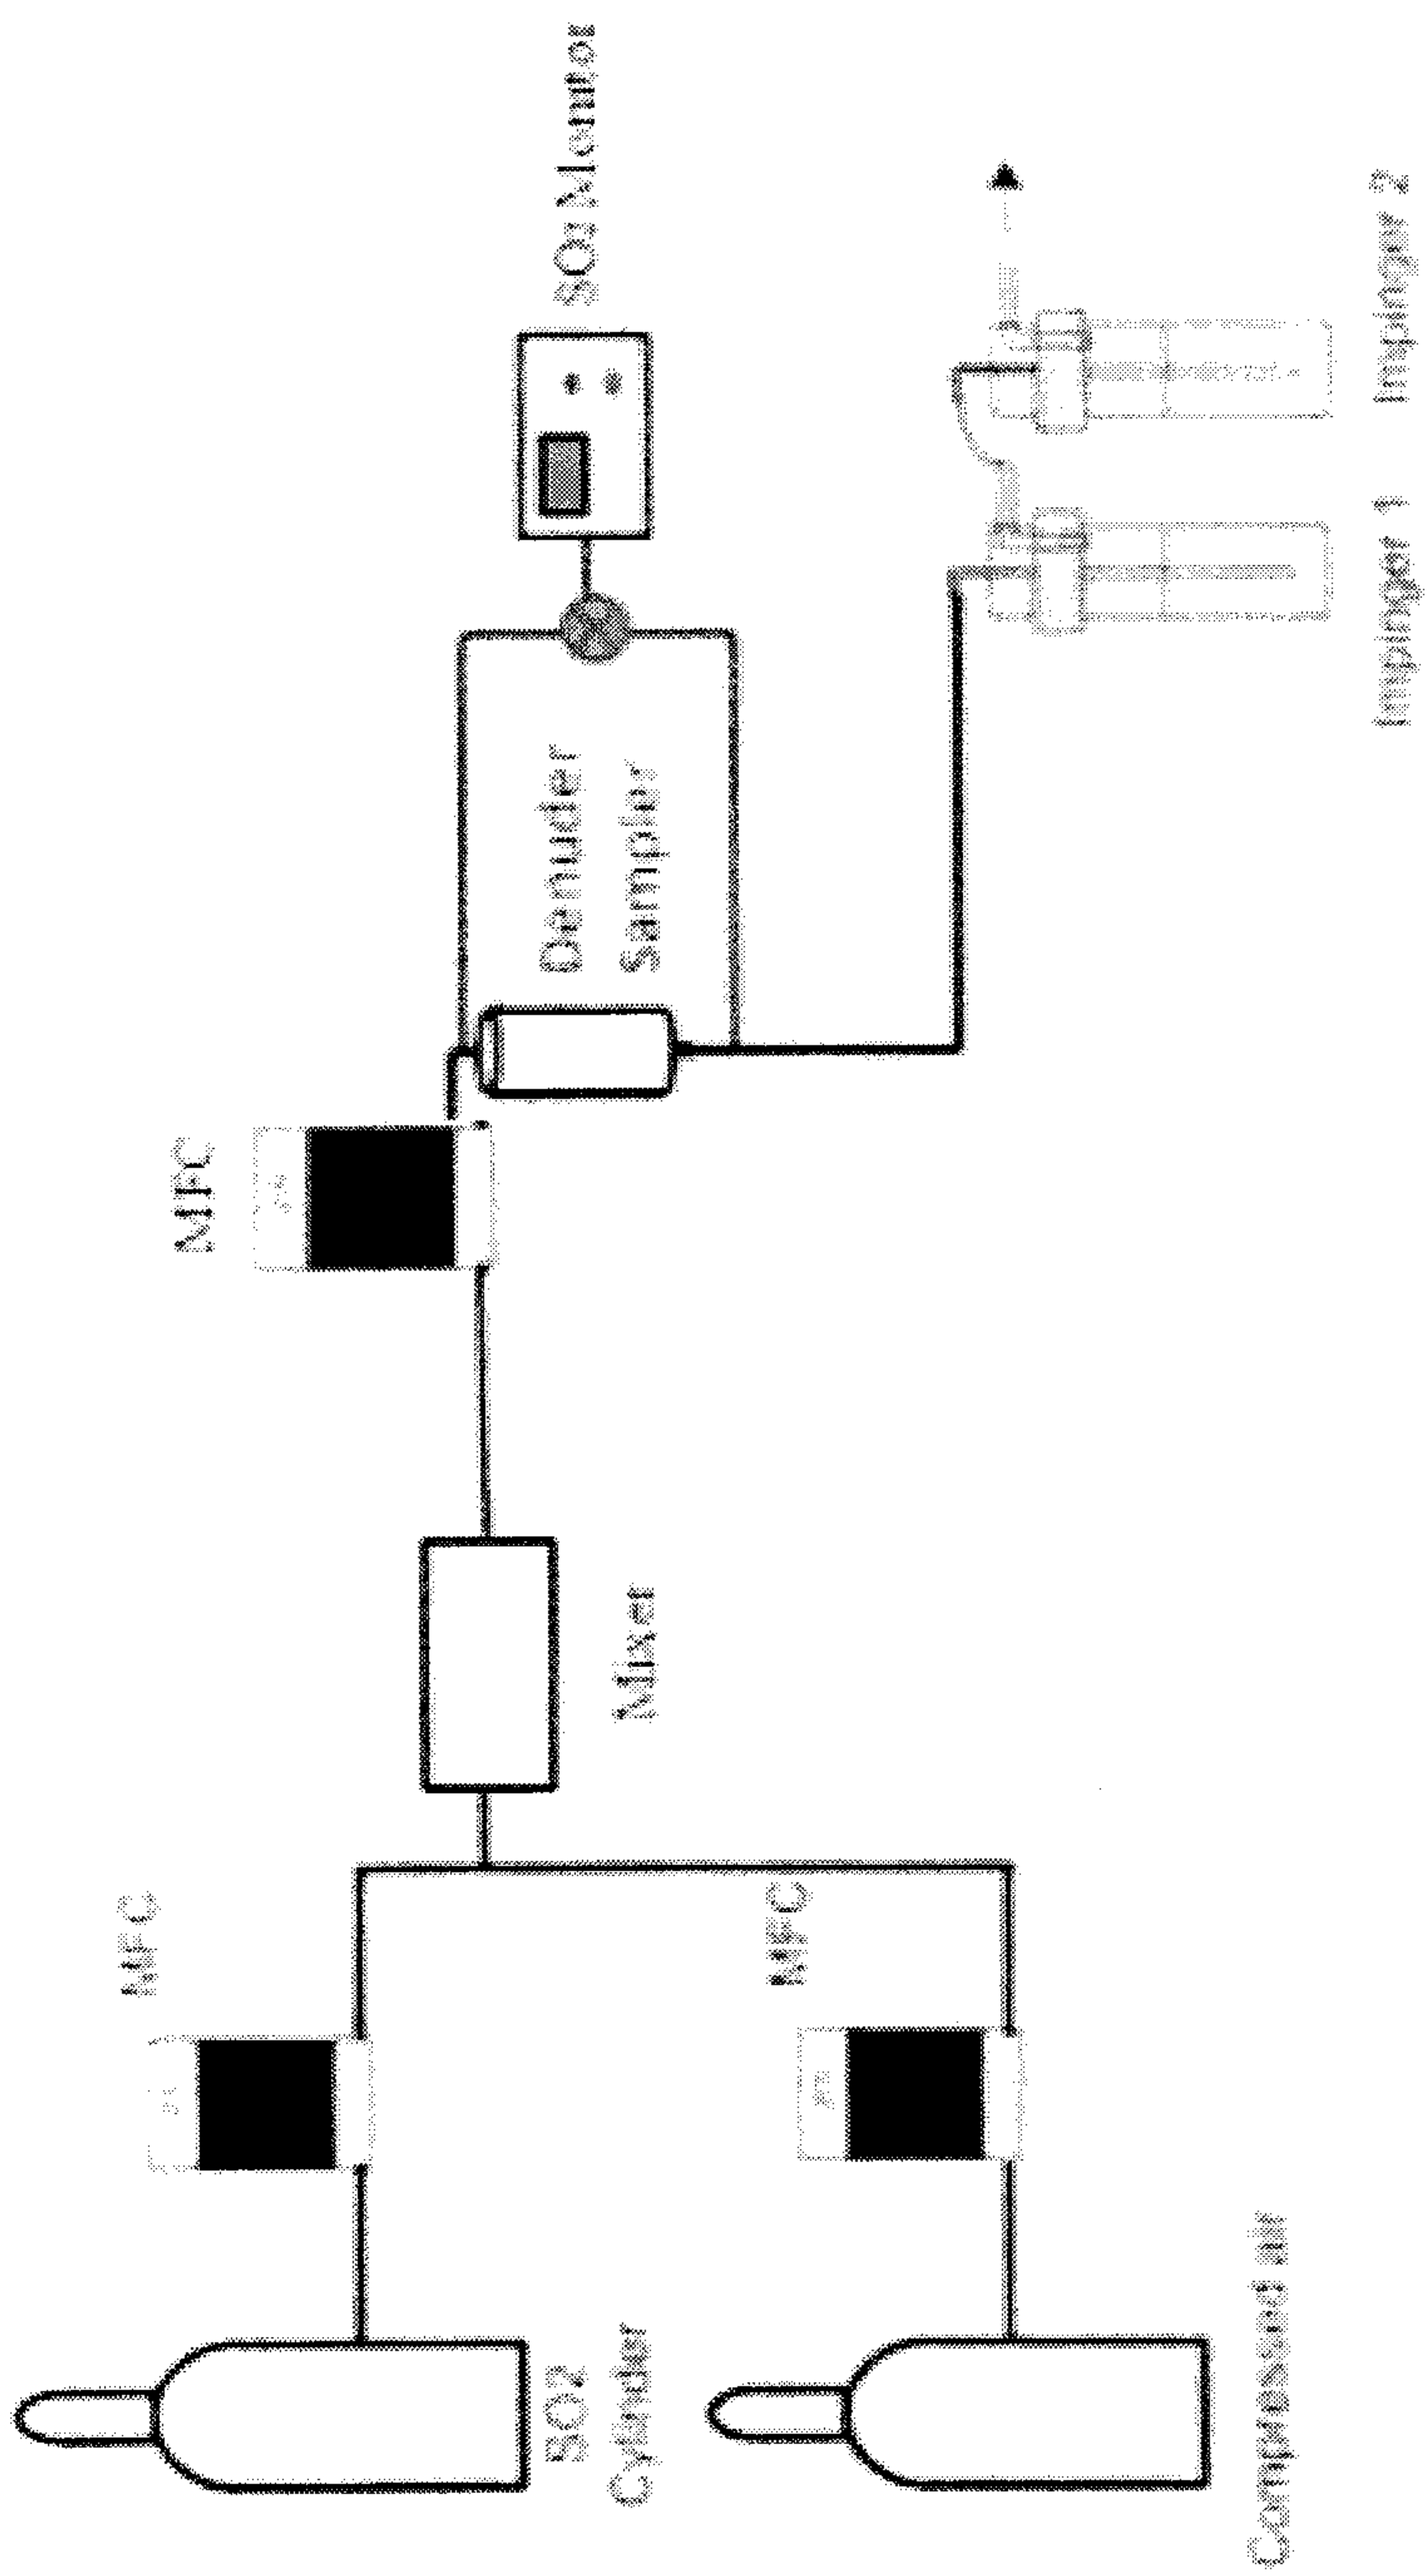 SO2
Cylinder
MFC
Compressed air
MFC
Mixer
MFC
Denuder
Sampler
SO2 Monitor
Impinger 1
Impinger 2